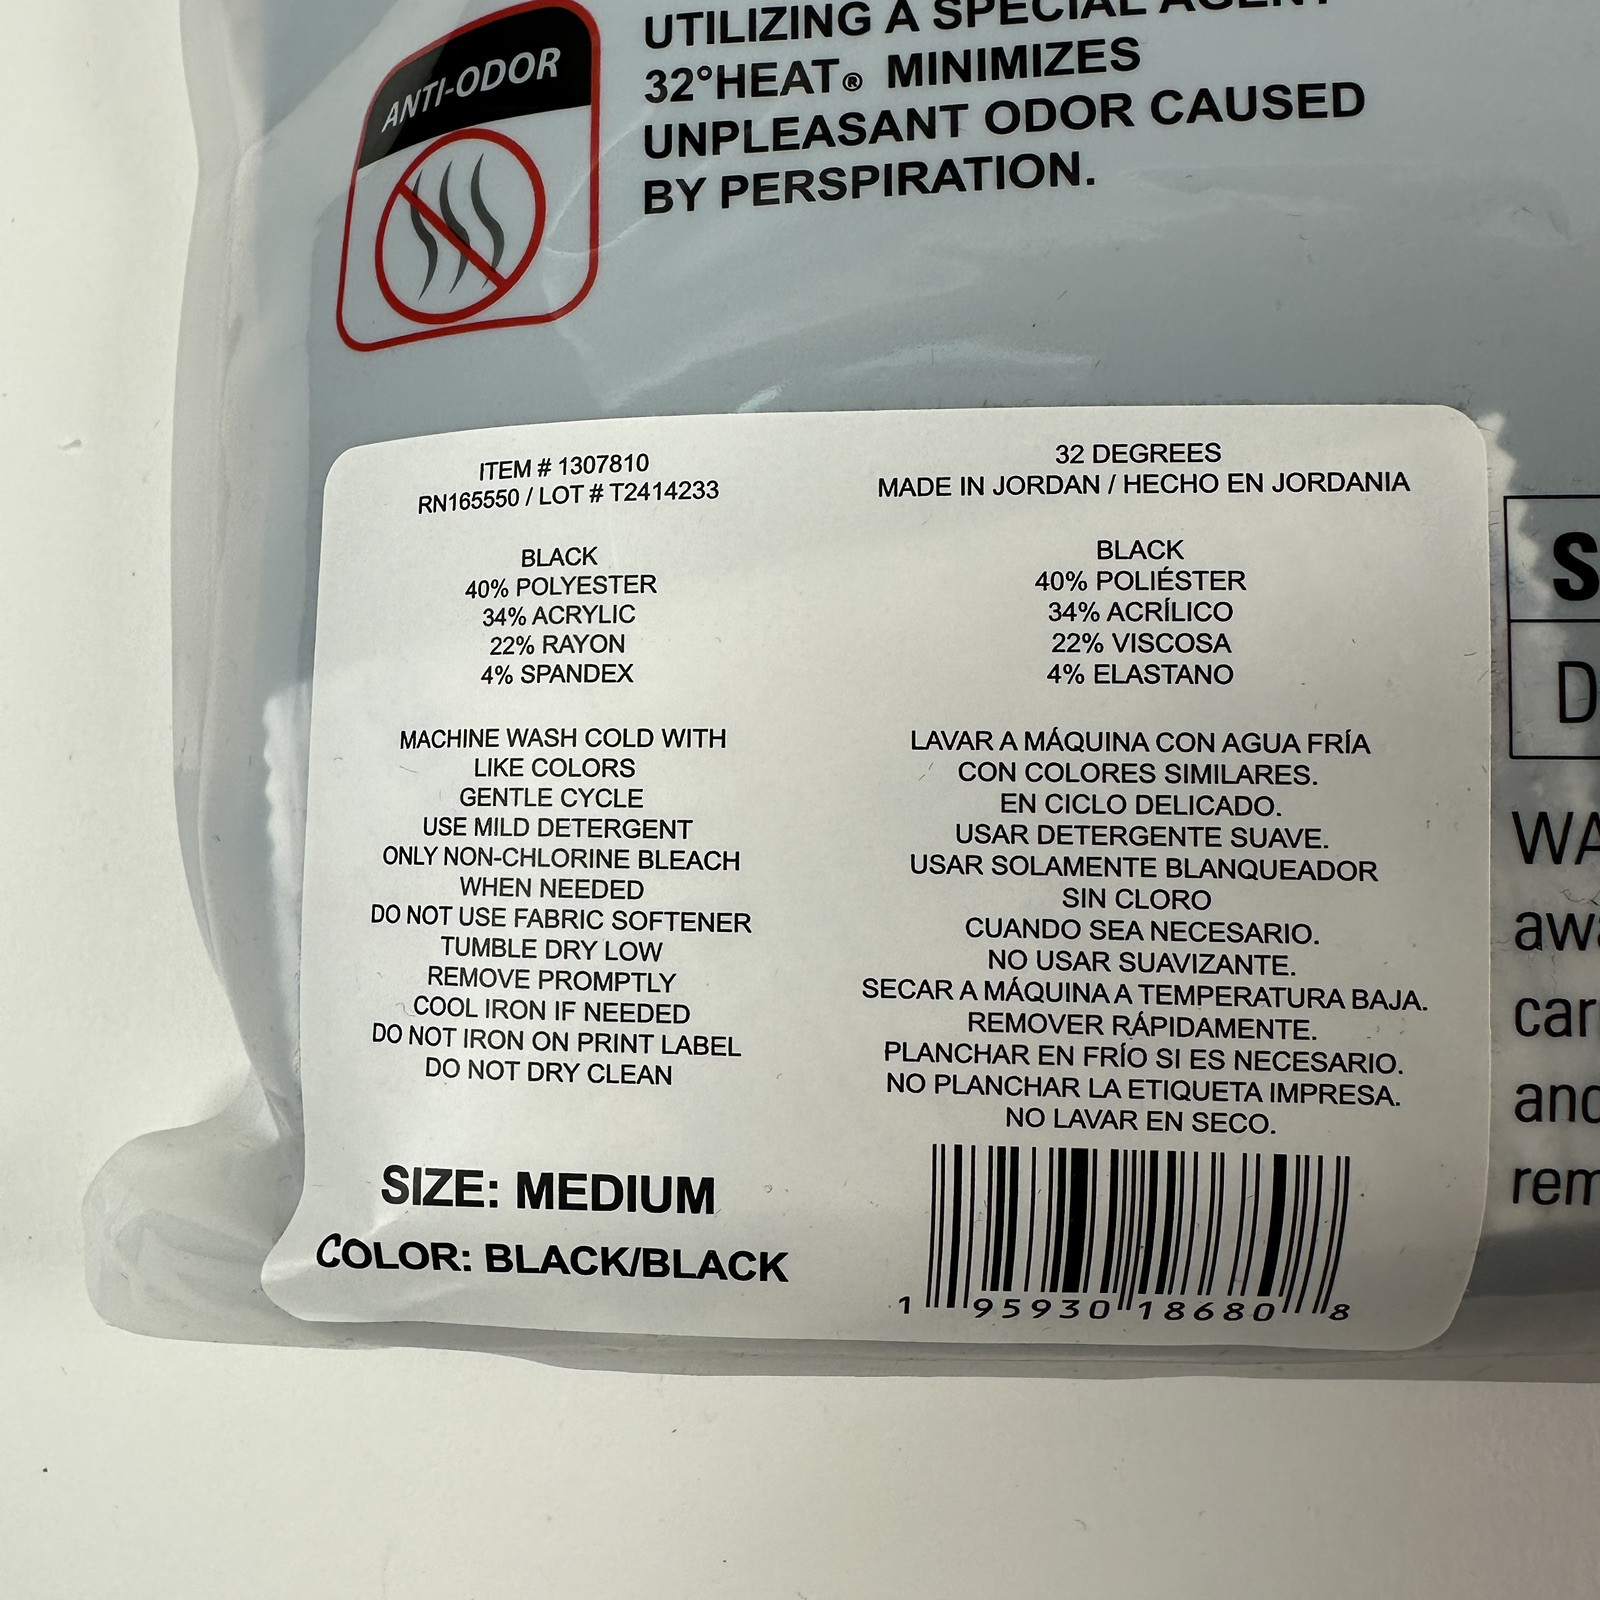 ANTI-ODOR
UTILIZING A SPECIAL AGENT
32°HEAT® MINIMIZES
UNPLEASANT ODOR CAUSED
BY PERSPIRATION.
ITEM # 1307810
RN165550 / LOT # T2414233
BLACK
40% POLYESTER
34% ACRYLIC
22% RAYON
4% SPANDEX
MACHINE WASH COLD WITH
LIKE COLORS
GENTLE CYCLE
USE MILD DETERGENT
ONLY NON-CHLORINE BLEACH
WHEN NEEDED
DO NOT USE FABRIC SOFTENER
TUMBLE DRY LOW
REMOVE PROMPTLY
COOL IRON IF NEEDED
DO NOT IRON ON PRINT LABEL
DO NOT DRY CLEAN
SIZE: MEDIUM
COLOR: BLACK/BLACK
32 DEGREES
MADE IN JORDAN / HECHO EN JORDANIA
BLACK
40% POLIÉSTER
34% ACRÍLICO
22% VISCOSA
4% ELASTANO
LAVAR A MÁQUINA CON AGUA FRÍA
CON COLORES SIMILARES.
EN CICLO DELICADO.
USAR DETERGENTE SUAVE.
USAR SOLAMENTE BLANQUEADOR
SIN CLORO
CUANDO SEA NECESARIO.
NO USAR SUAVIZANTE.
SECAR A MÁQUINA A TEMPERATURA BAJA.
REMOVER RÁPIDAMENTE.
PLANCHAR EN FRÍO SI ES NECESARIO.
NO PLANCHAR LA ETIQUETA IMPRESA.
NO LAVAR EN SECO.
1 95930 18680 8